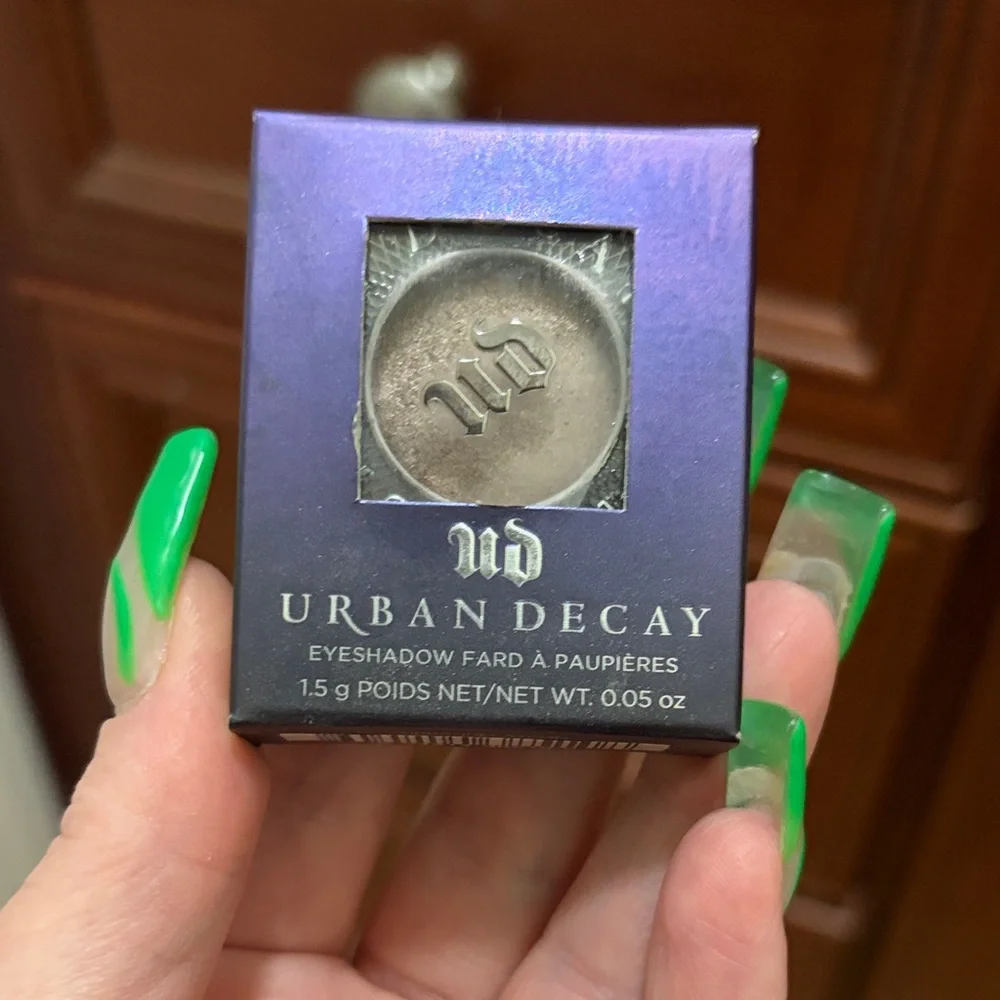 UD
UD
URBAN DECAY
EYESHADOW FARD À PAUPIÈRES
1.5 g POIDS NET/NET WT. 0.05 oz